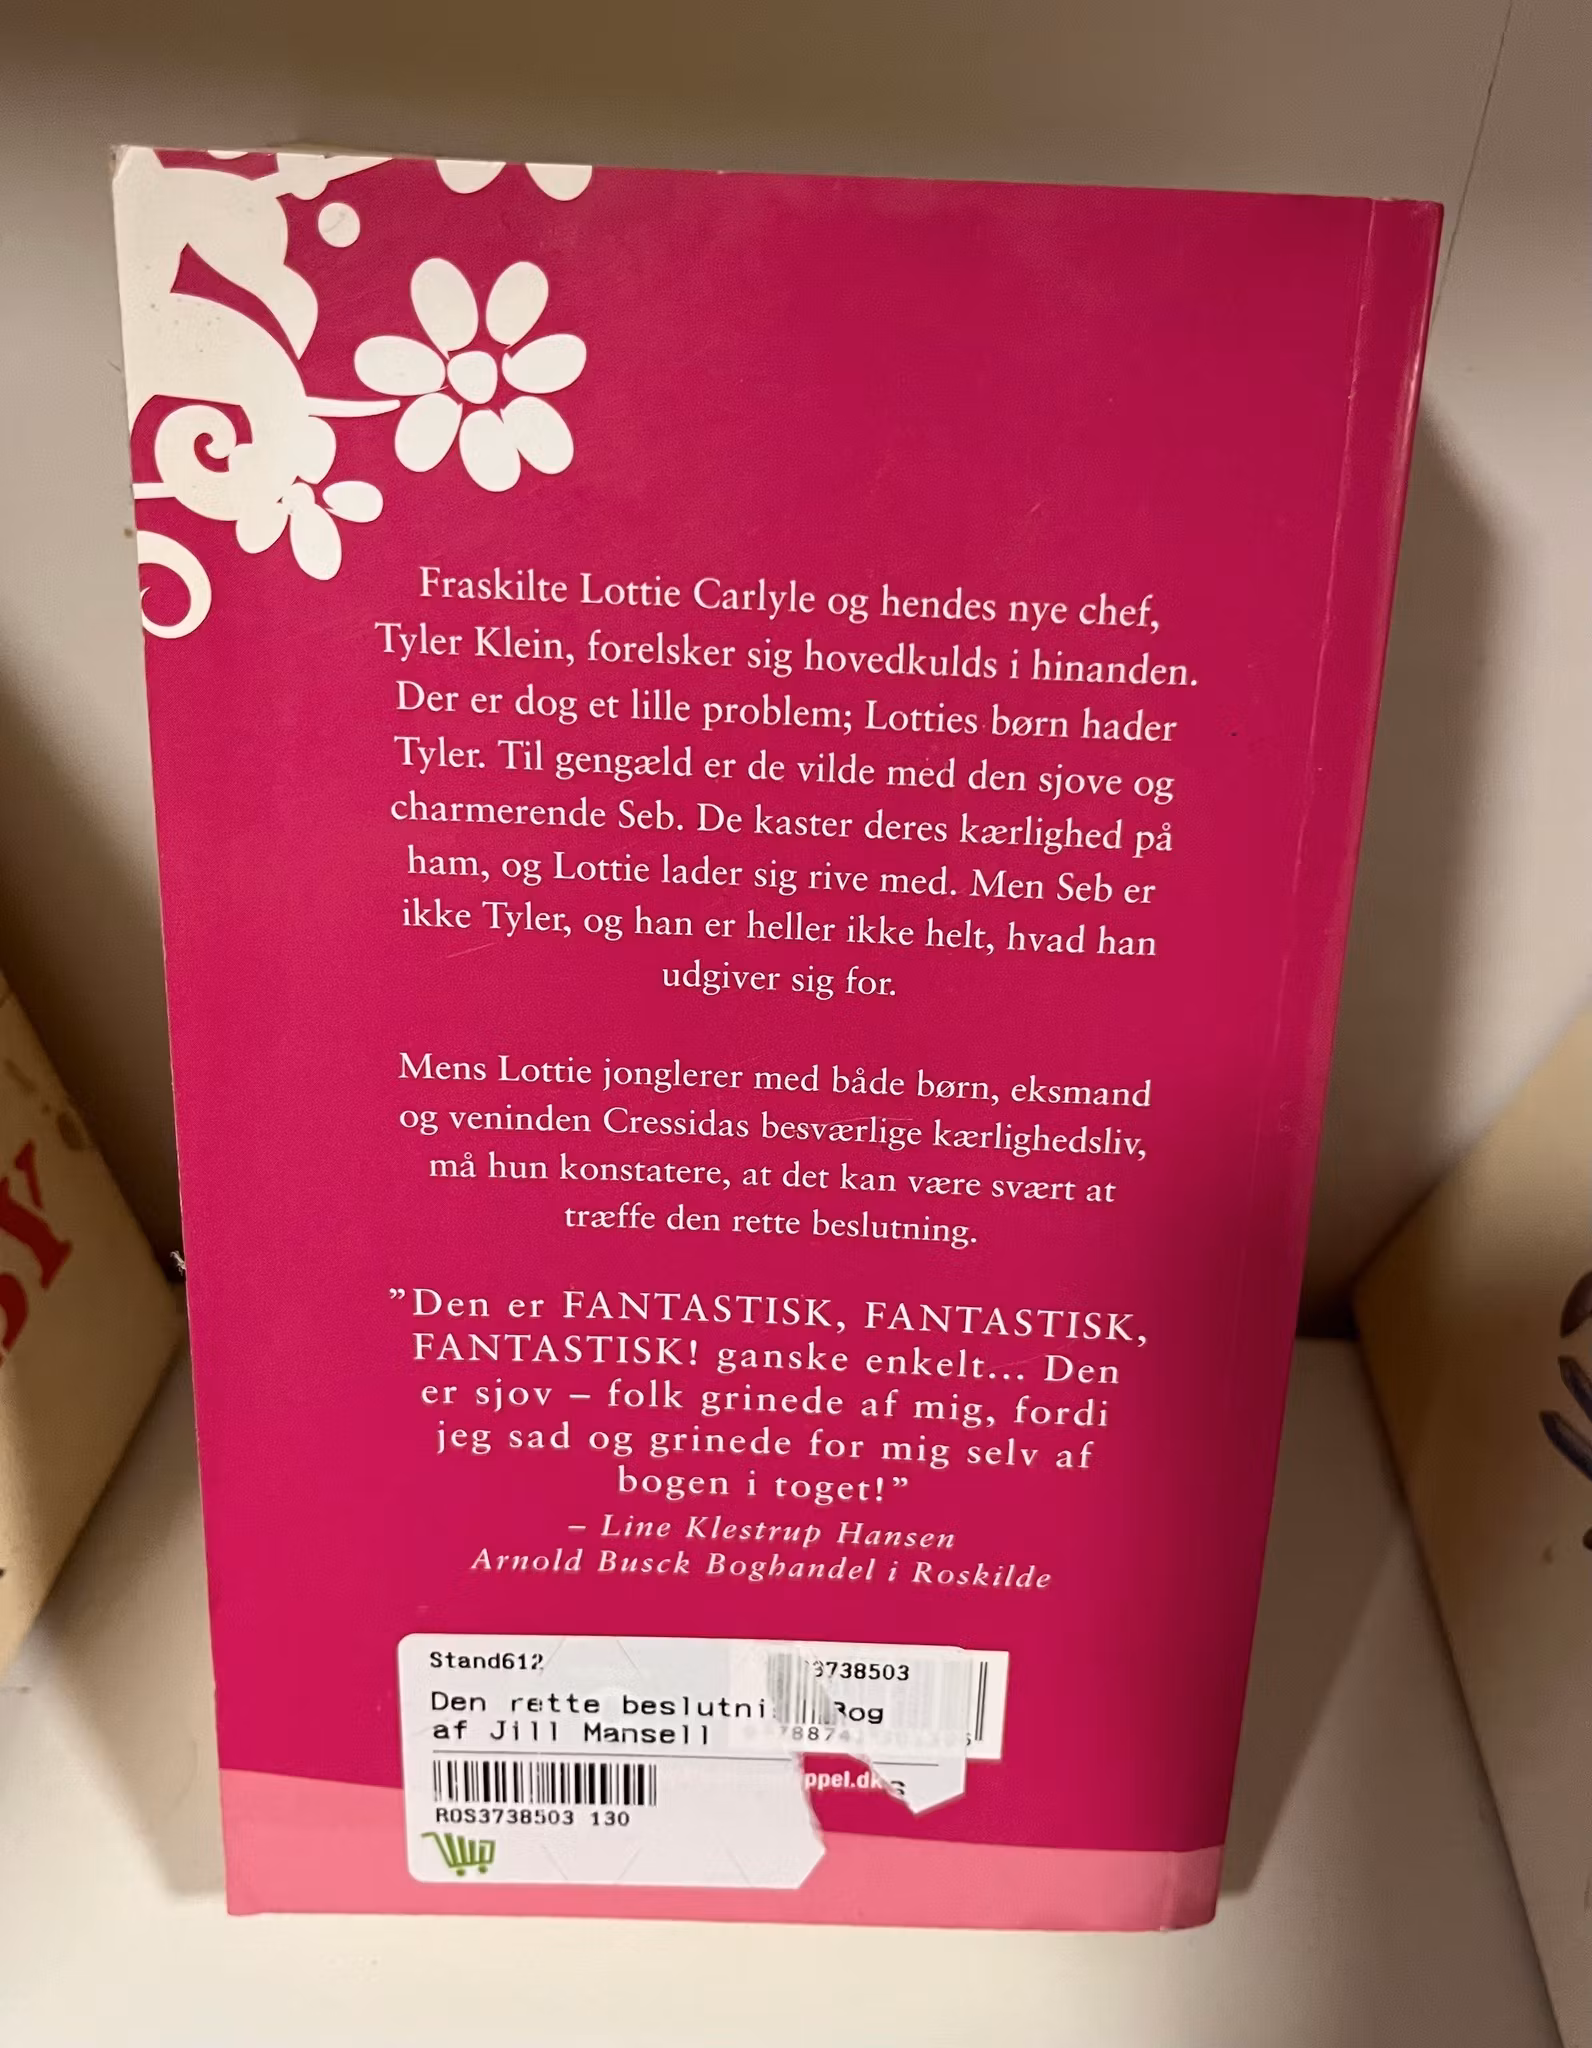 Fraskilte Lottie Carlyle og hendes nye chef,
Tyler Klein, forelsker sig hovedkulds i hinanden.
Der er dog et lille problem; Lotties børn hader
Tyler. Til gengæld er de vilde med den sjove og
charmerende Seb. De kaster deres kærlighed på
ham, og Lottie lader sig rive med. Men Seb er
ikke Tyler, og han er heller ikke helt, hvad han
udgiver sig for.
Mens Lottie jonglerer med både børn, eksmand
og veninden Cressidas besværlige kærlighedsliv,
må hun konstatere, at det kan være svært at
træffe den rette beslutning.
”Den er FANTASTISK, FANTASTISK,
FANTASTISK! ganske enkelt... Den
er sjov – folk grinede af mig, fordi
jeg sad og grinede for mig selv af
bogen i toget!”
– Line Klestrup Hansen
Arnold Busck Boghandel i Roskilde
Stand612 3738503
Den rette beslutni Bog
af Jill Mansell
ppel.dk
ROS3738503 130